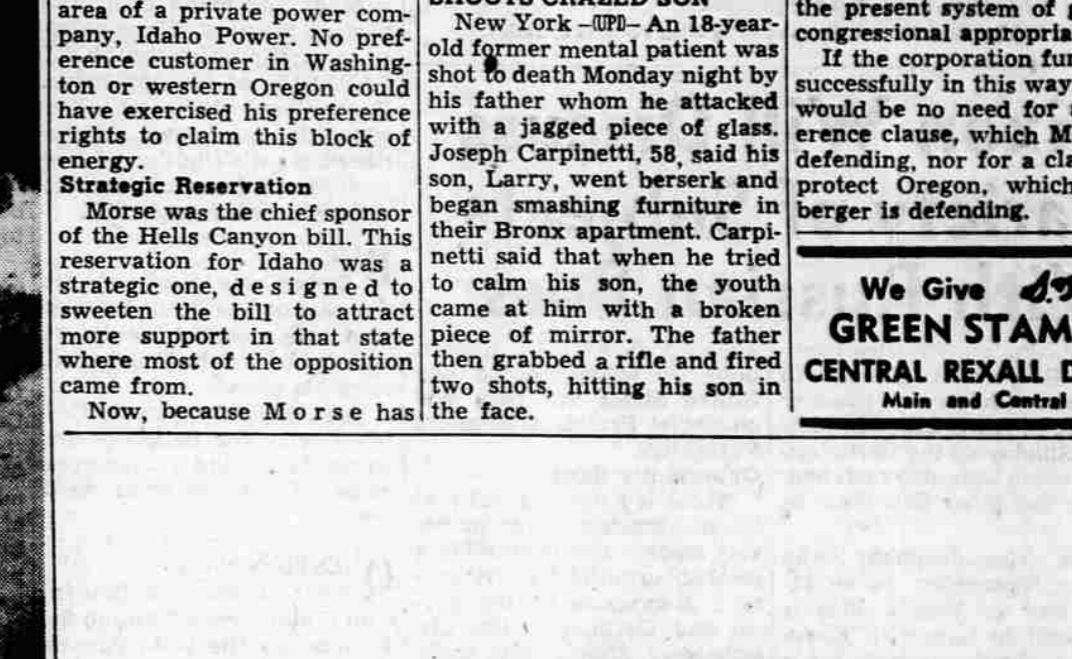 area of a private power com-
pany, Idaho Power. No pref-
erence customer in Washing-
ton or western Oregon could
have exercised his preference
rights to claim this block of
energy.
Strategic Reservation
Morse was the chief sponsor
of the Hells Canyon bill. This
reservation for Idaho was a
strategic one, designed to
sweeten the bill to attract
more support in that state
where most of the opposition
came from.
Now, because Morse has
SHOOTS CRAZED SON
New York -(UPI)- An 18-year-
old former mental patient was
shot to death Monday night by
his father whom he attacked
with a jagged piece of glass.
Joseph Carpinetti, 58, said his
son, Larry, went berserk and
began smashing furniture in
their Bronx apartment. Carpi-
netti said that when he tried
to calm his son, the youth
came at him with a broken
piece of mirror. The father
then grabbed a rifle and fired
two shots, hitting his son in
the face.
the present system of
congressional appropria
If the corporation fun
successfully in this way
would be no need for
erence clause, which M
defending, nor for a cla
protect Oregon, which
berger is defending.
We Give
GREEN STAM
CENTRAL REXALL D
Main and Central